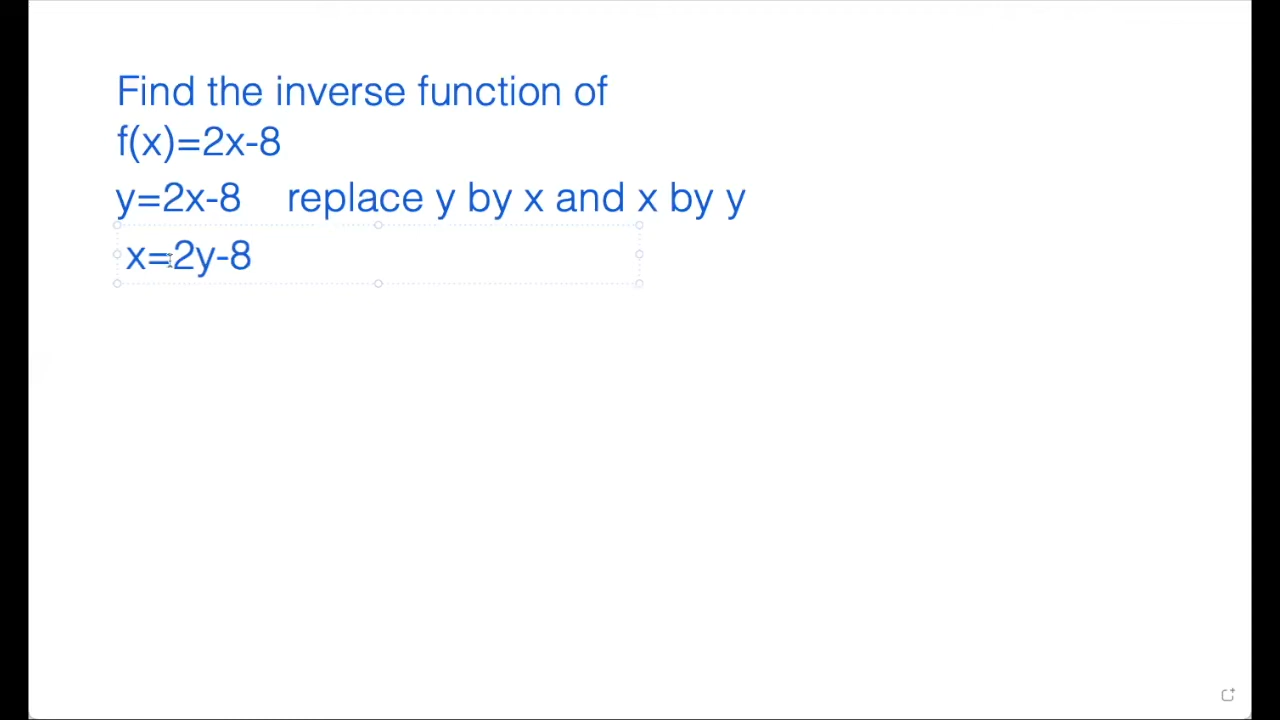 Find the inverse function of
f(x)=2x-8
y=2x-8 replace y by x and x by y
x=2y-8